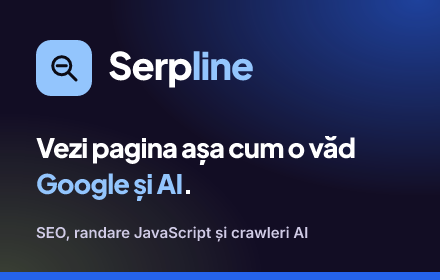 Serpline
Vezi pagina așa cum o văd
Google și AI.
SEO, randare JavaScript și crawleri AI